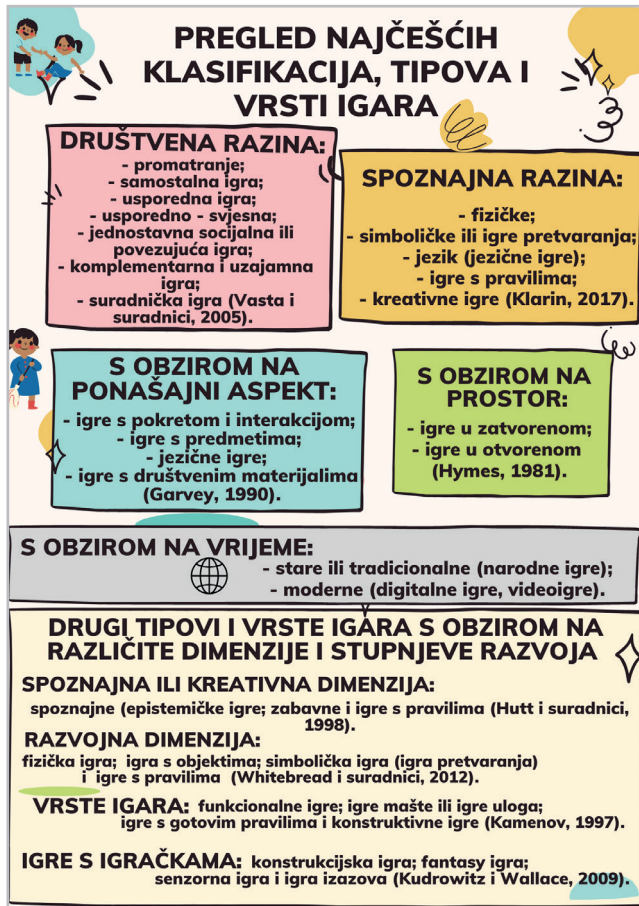 PREGLED NAJČEŠĆIH
KLASIFIKACIJA, TIPOVA I
VRSTI IGARA
DRUŠTVENA RAZINA:
- promatranje;
- samostalna igra;
- usporedna igra;
- usporedno - svjesna;
- jednostavna socijalna ili
povezujuća igra;
- komplementarna i uzajamna
igra;
- suradnička igra (Vasta i
suradnici, 2005).
SPOZNAJNA RAZINA:
- fizičke;
- simboličke ili igre pretvaranja;
- jezik (jezične igre);
- igre s pravilima;
- kreativne igre (Klarin, 2017).
S OBZIROM NA
PONAŠAJNI ASPEKT:
- igre s pokretom i interakcijom;
- igre s predmetima;
- jezične igre;
- igre s društvenim materijalima
(Garvey, 1990).
S OBZIROM NA
PROSTOR:
- igre u zatvorenom;
- igre u otvorenom
(Hymes, 1981).
S OBZIROM NA VRIJEME:
- stare ili tradicionalne (narodne igre);
- moderne (digitalne igre, videoigre).
DRUGI TIPOVI I VRSTE IGARA S OBZIROM NA
RAZLIČITE DIMENZIJE I STUPNJEVE RAZVOJA
SPOZNAJNA ILI KREATIVNA DIMENZIJA:
spoznajne (epistemičke igre; zabavne i igre s pravilima (Hutt i suradnici,
1998).
RAZVOJNA DIMENZIJA:
fizička igra; igra s objektima; simbolička igra (igra pretvaranja)
i igre s pravilima (Whitebread i suradnici, 2012).
VRSTE IGARA: funkcionalne igre; igre mašte ili igre uloga;
igre s gotovim pravilima i konstruktivne igre (Kamenov, 1997).
IGRE S IGRAČKAMA: konstrukcijska igra; fantasy igra;
senzorna igra i igra izazova (Kudrowitz i Wallace, 2009).